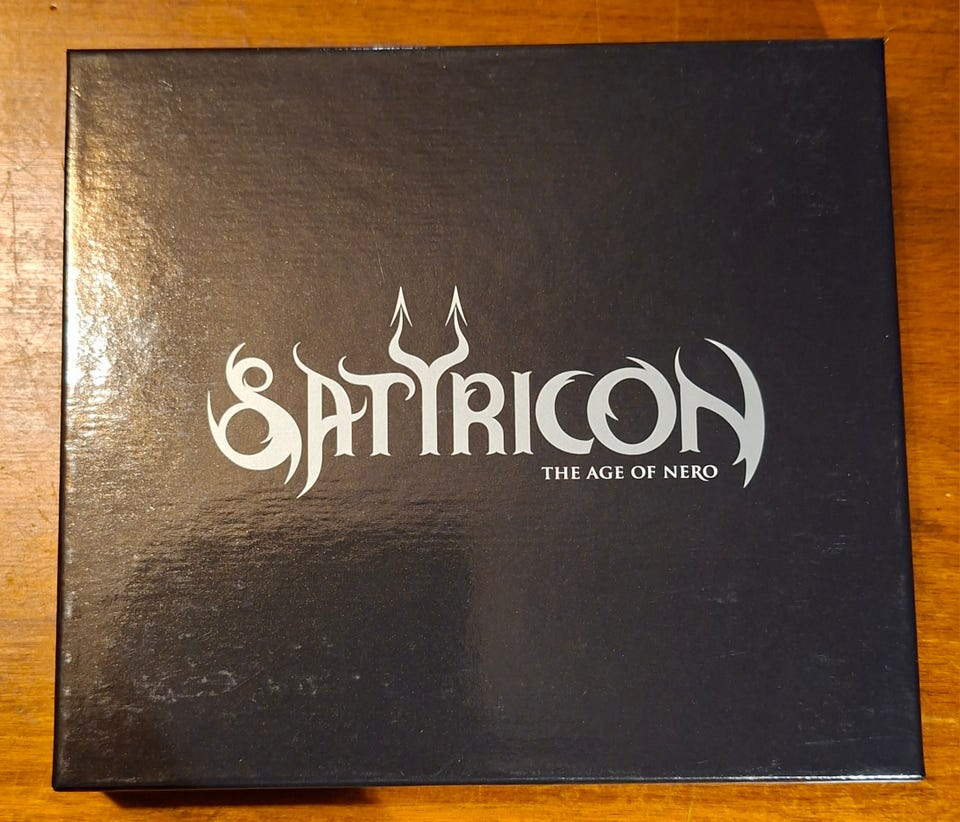 SATYRICON
THE AGE OF NERO